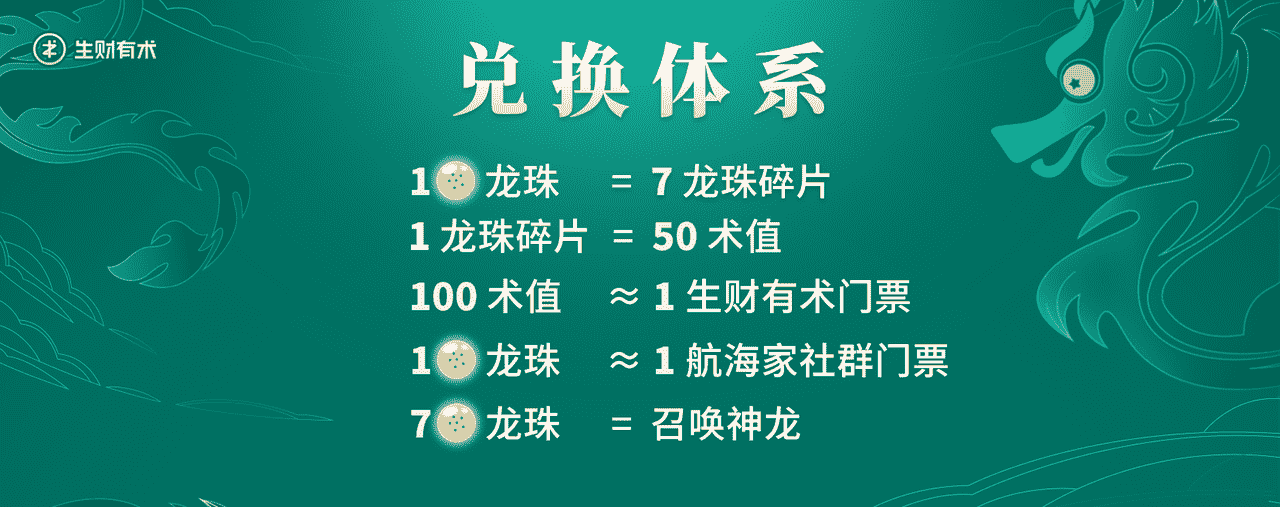 生财有术
兑换体系
1 龙珠 = 7 龙珠碎片
1 龙珠碎片 = 50 术值
100 术值 ≈ 1 生财有术门票
1 龙珠 ≈ 1 航海家社群门票
7 龙珠 = 召唤神龙